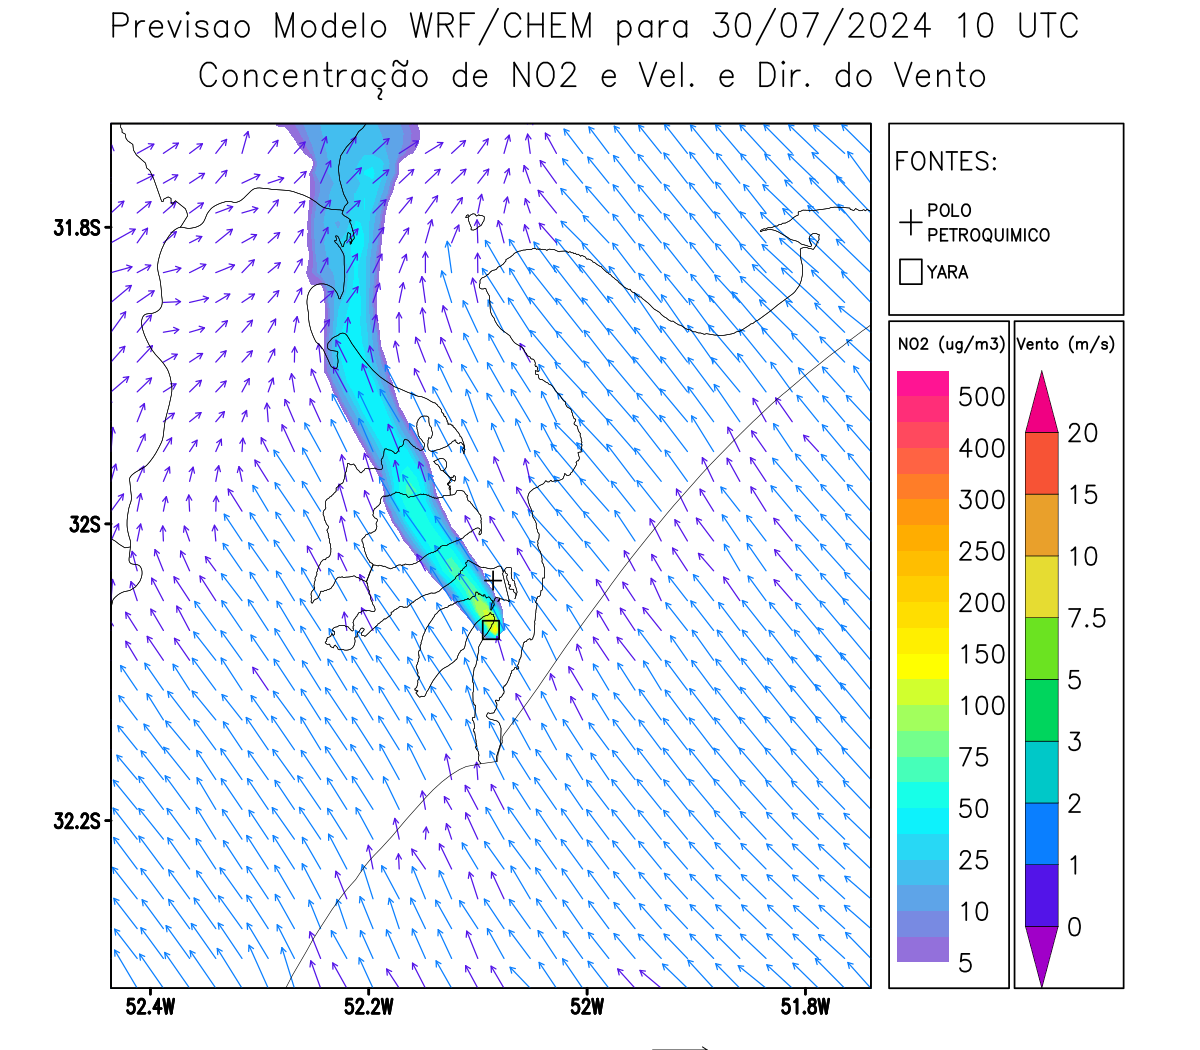 Previsao Modelo WRF/CHEM para 30/07/2024 10 UTC
Concentração de NO2 e Vel. e Dir. do Vento
FONTES:
POLO
PETROQUIMICO
YARA
NO2 (ug/m3)
500
400
300
250
200
150
100
75
50
25
10
5
Vento (m/s)
20
15
10
7.5
5
3
2
1
0
31.8S
32S
32.2S
52.4W 52.2W 52W 51.8W